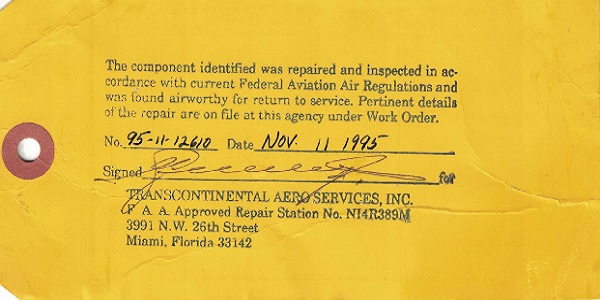 The component identified was repaired and inspected in ac-
cordance with current Federal Aviation Air Regulations and
was found airworthy for return to service. Pertinent details
of the repair are on file at this agency under Work Order.
No. 95-11-12610 Date NOV. 11 1995
Signed for
TRANSCONTINENTAL AERO SERVICES, INC.
F. A. A. Approved Repair Station No. NI4R389M
3991 N.W. 26th Street
Miami, Florida 33142